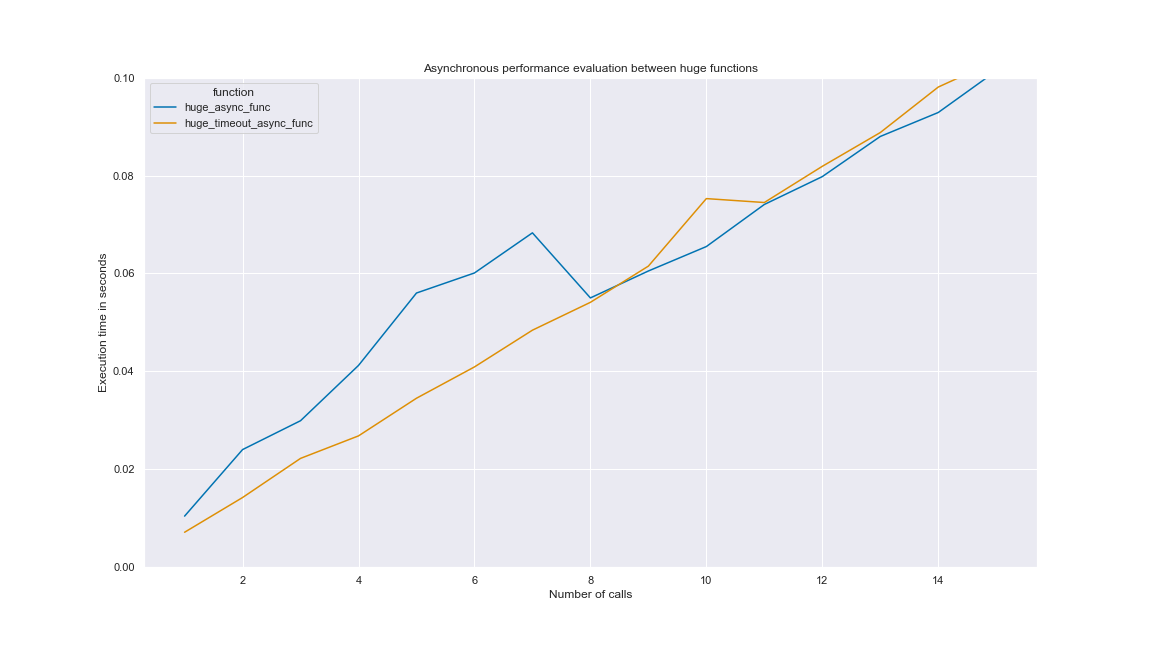 Asynchronous performance evaluation between huge functions
0.10
0.08
0.06
0.04
0.02
0.00
Execution time in seconds
function
huge_async_func
huge_timeout_async_func
2 4 6 8 10 12 14
Number of calls